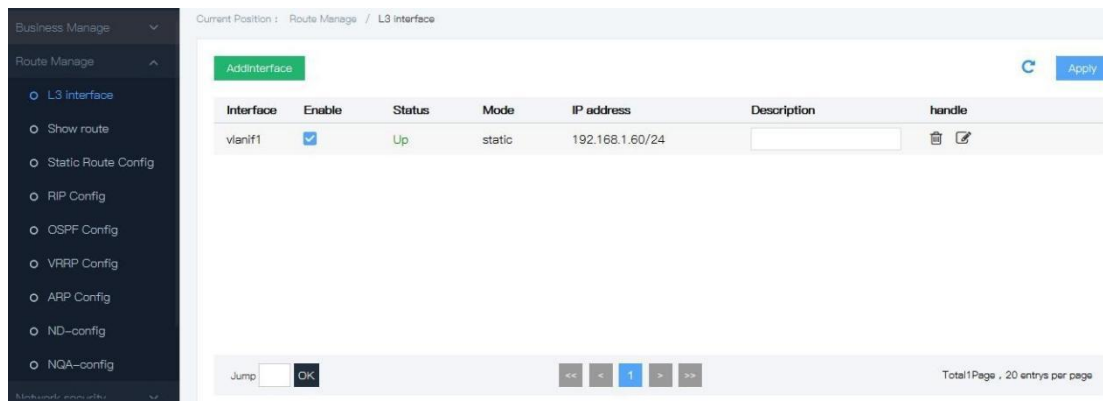 Business Manage
Current Position : Route Manage / L3 interface
Route Manage
AddInterface
Apply
L3 interface
Interface Enable Status Mode IP address Description handle
Show route
vlanif1 Up static 192.168.1.60/24
Static Route Config
RIP Config
OSPF Config
VRRP Config
ARP Config
ND-config
NQA-config
Jump OK << < 1 > >> Total1Page , 20 entrys per page
Network security